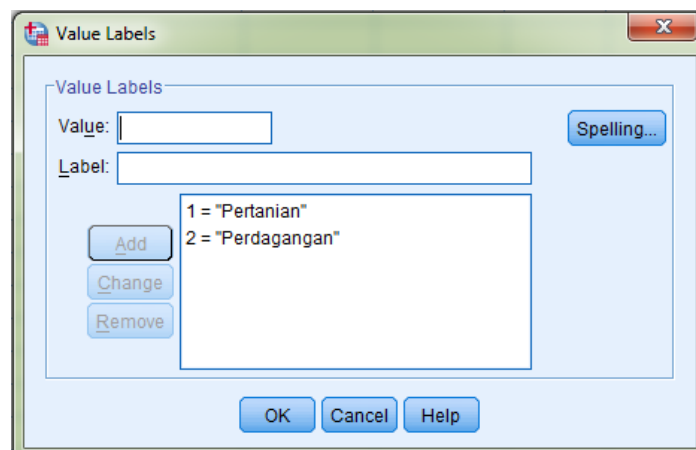 Value Labels
Value Labels
Value:
Spelling...
Label:
1 = "Pertanian"
2 = "Perdagangan"
Add
Change
Remove
OK Cancel Help